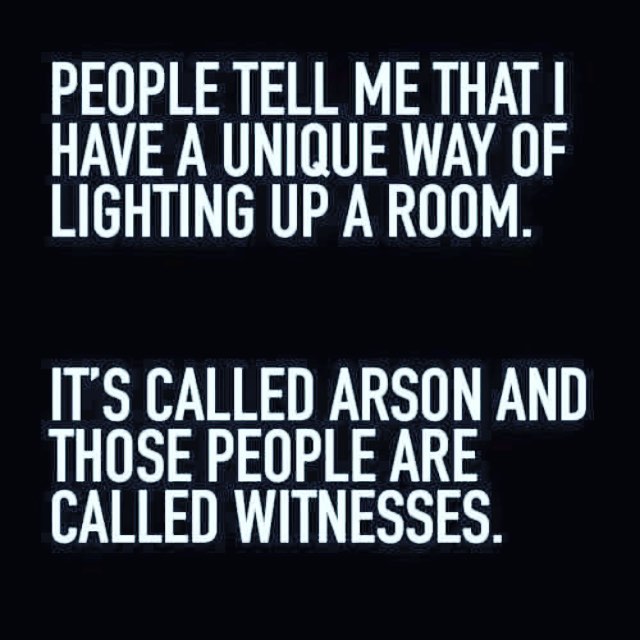 PEOPLE TELL ME THAT I
HAVE A UNIQUE WAY OF
LIGHTING UP A ROOM.
IT'S CALLED ARSON AND
THOSE PEOPLE ARE
CALLED WITNESSES.